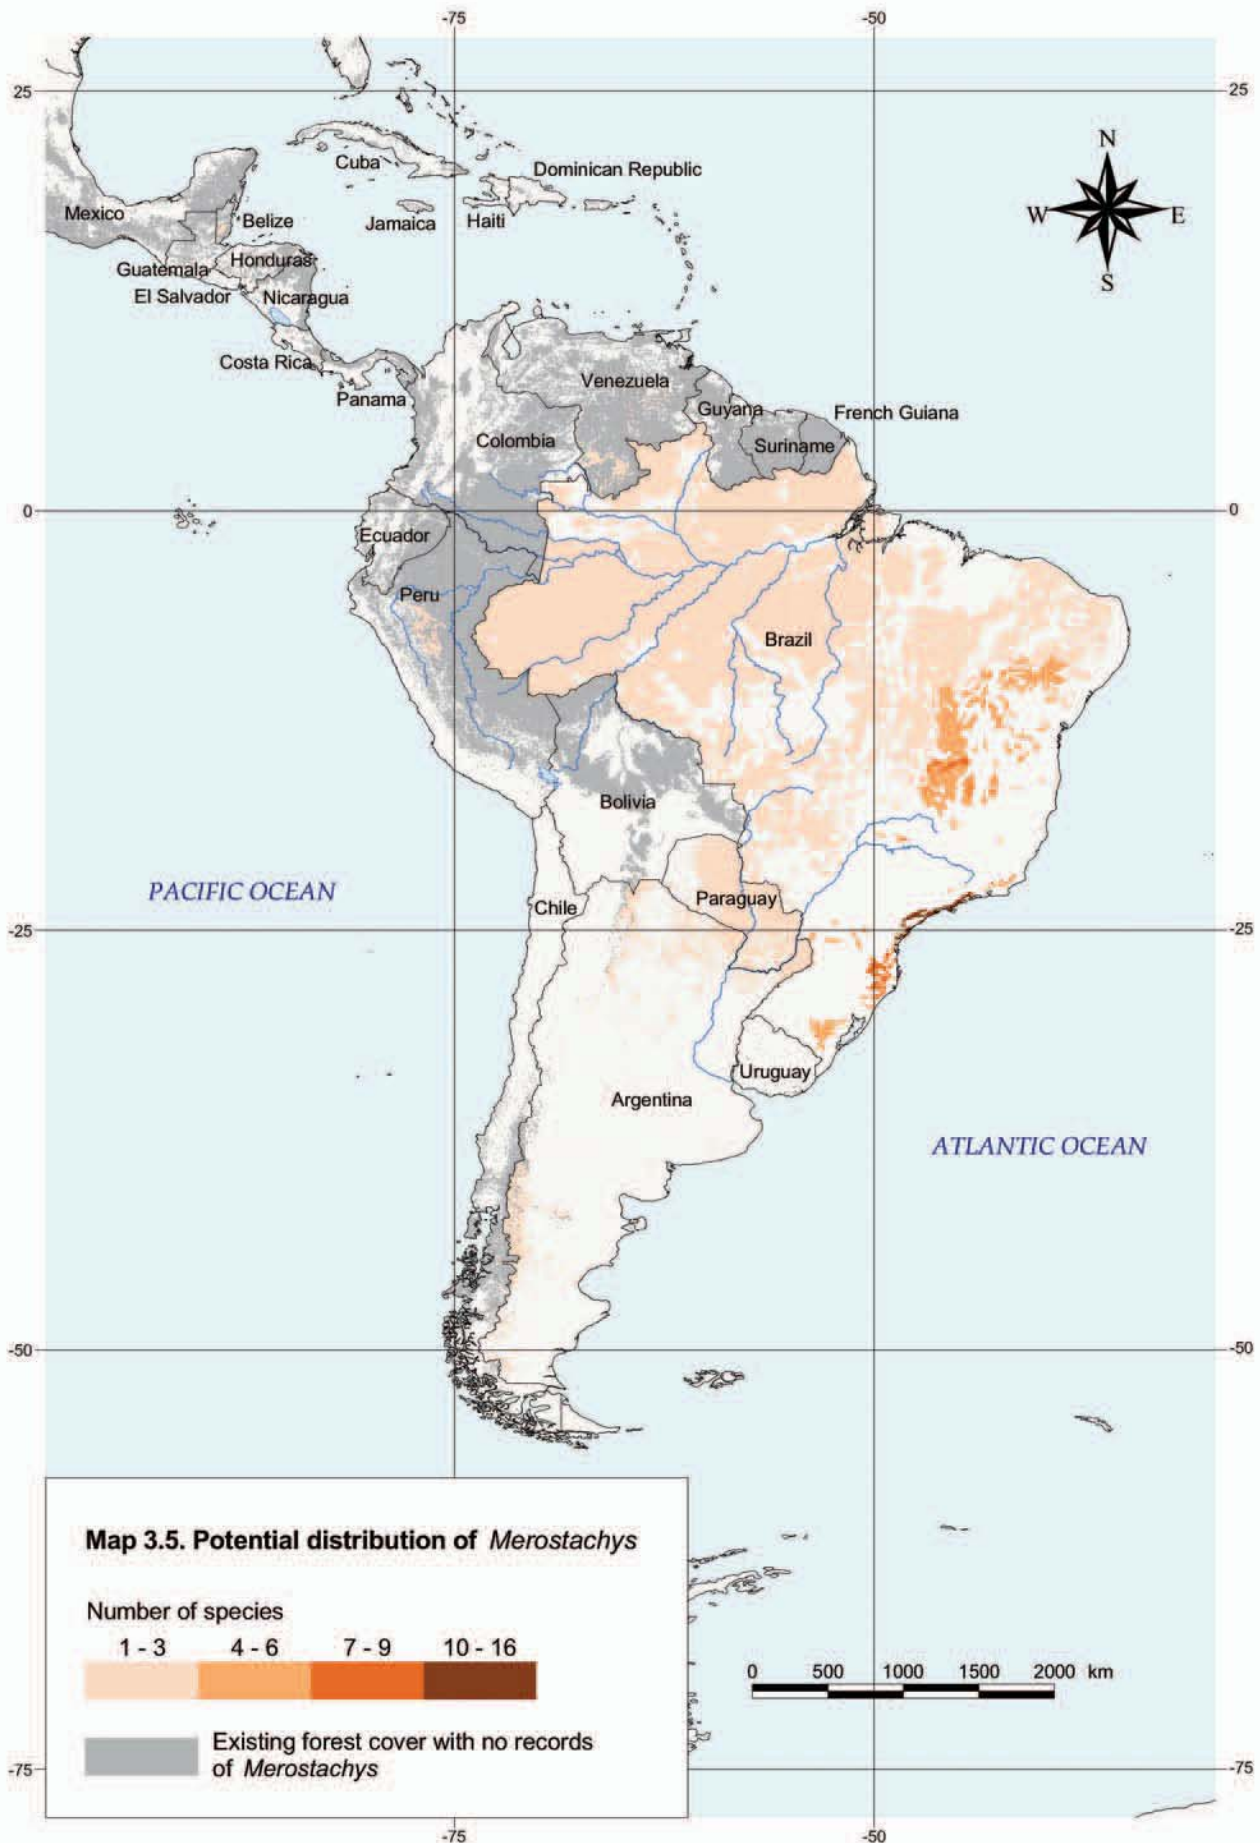 -75 -50
25 25
N
Cuba
Dominican Republic
Mexico
Belize
Jamaica
Haiti
W E
Guatemala
Honduras
S
El Salvador
Nicaragua
Costa Rica
Panama
Venezuela
Guyana
French Guiana
Colombia
Suriname
0 0
Ecuador
Peru
Brazil
Bolivia
PACIFIC OCEAN
Paraguay
Chile
-25 -25
Uruguay
Argentina
ATLANTIC OCEAN
-50 -50
Map 3.5. Potential distribution of Merostachys
Number of species
1 - 3 4 - 6 7 - 9 10 - 16
0 500 1000 1500 2000 km
Existing forest cover with no records
of Merostachys
-75 -75
-75 -50